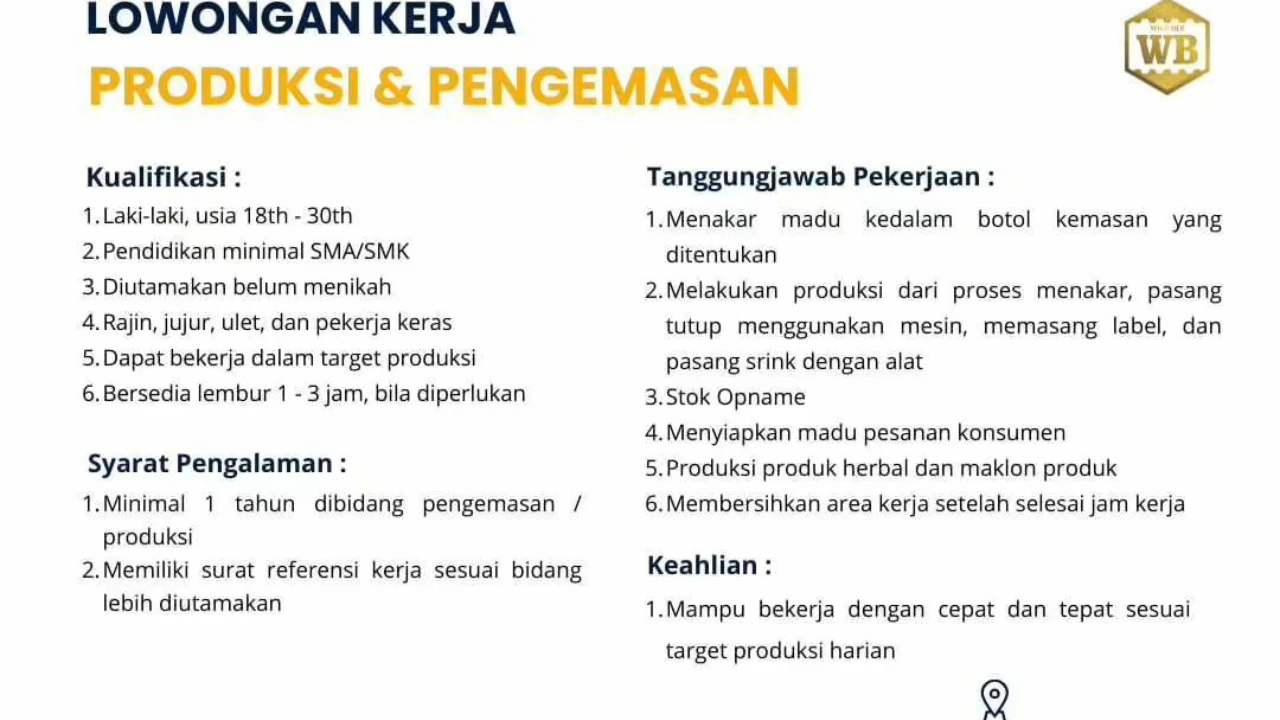 LOWONGAN KERJA
PRODUKSI & PENGEMASAN
WB
Kualifikasi :
1. Laki-laki, usia 18th - 30th
2. Pendidikan minimal SMA/SMK
3. Diutamakan belum menikah
4. Rajin, jujur, ulet, dan pekerja keras
5. Dapat bekerja dalam target produksi
6. Bersedia lembur 1 - 3 jam, bila diperlukan
Syarat Pengalaman :
1. Minimal 1 tahun dibidang pengemasan /
produksi
2. Memiliki surat referensi kerja sesuai bidang
lebih diutamakan
Tanggungjawab Pekerjaan :
1. Menakar madu kedalam botol kemasan yang
ditentukan
2. Melakukan produksi dari proses menakar, pasang
tutup menggunakan mesin, memasang label, dan
pasang srink dengan alat
3. Stok Opname
4. Menyiapkan madu pesanan konsumen
5. Produksi produk herbal dan maklon produk
6. Membersihkan area kerja setelah selesai jam kerja
Keahlian :
1. Mampu bekerja dengan cepat dan tepat sesuai
target produksi harian